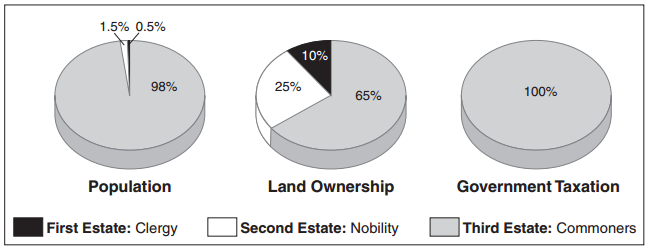 1.5% 0.5%
98%
10%
25%
65%
100%
Population
Land Ownership
Government Taxation
First Estate: Clergy
Second Estate: Nobility
Third Estate: Commoners